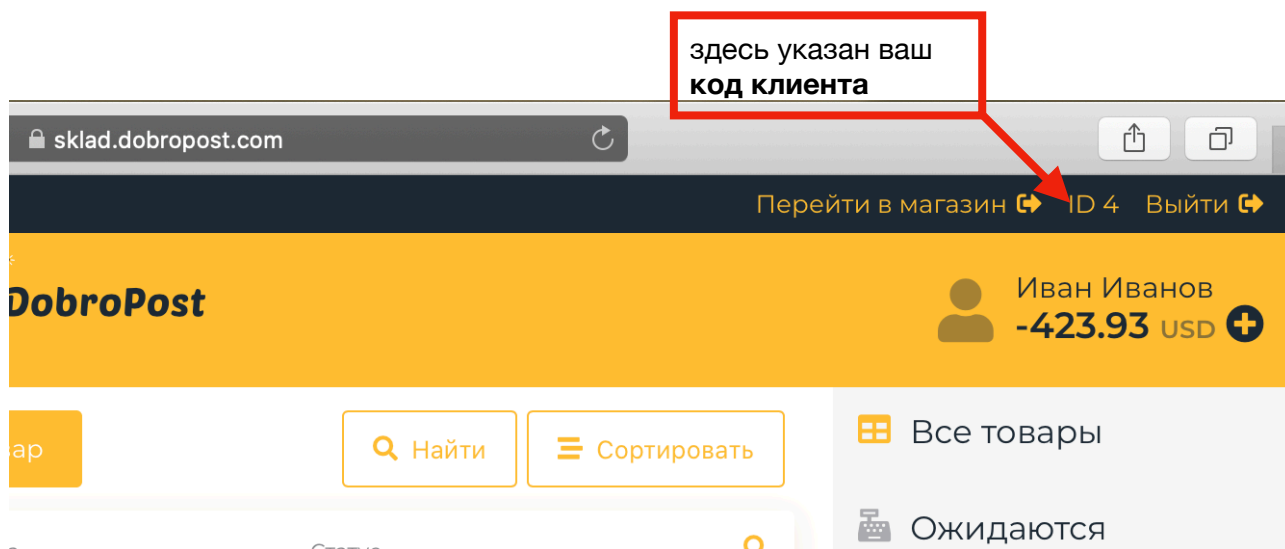 здесь указан ваш
код клиента
sklad.dobropost.com
Перейти в магазин ID 4 Выйти
DobroPost
Иван Иванов
-423.93 USD
Найти
Сортировать
Все товары
Ожидаются